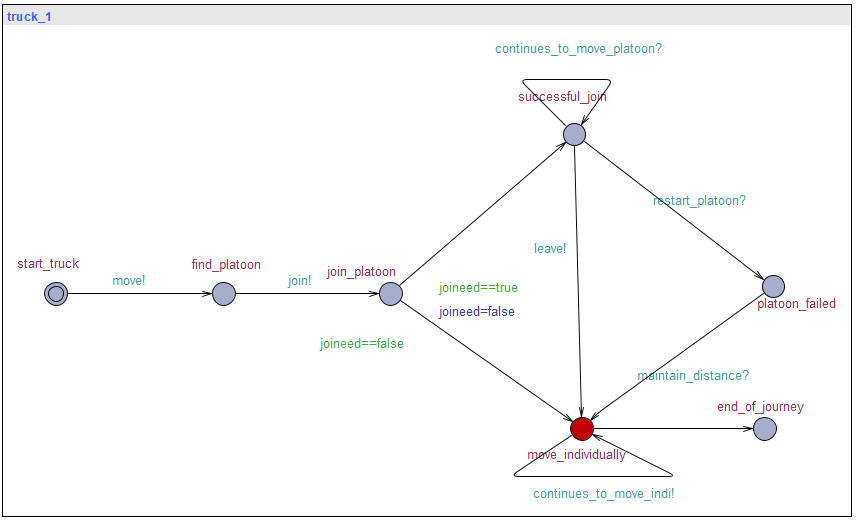 truck_1
continues_to_move_platoon?
successful_join
restart_platoon?
leave!
start_truck
find_platoon
join_platoon
move!
join!
joineed==true
platoon_failed
joineed=false
joineed==false
maintain_distance?
end_of_journey
move_individually
continues_to_move_indi!